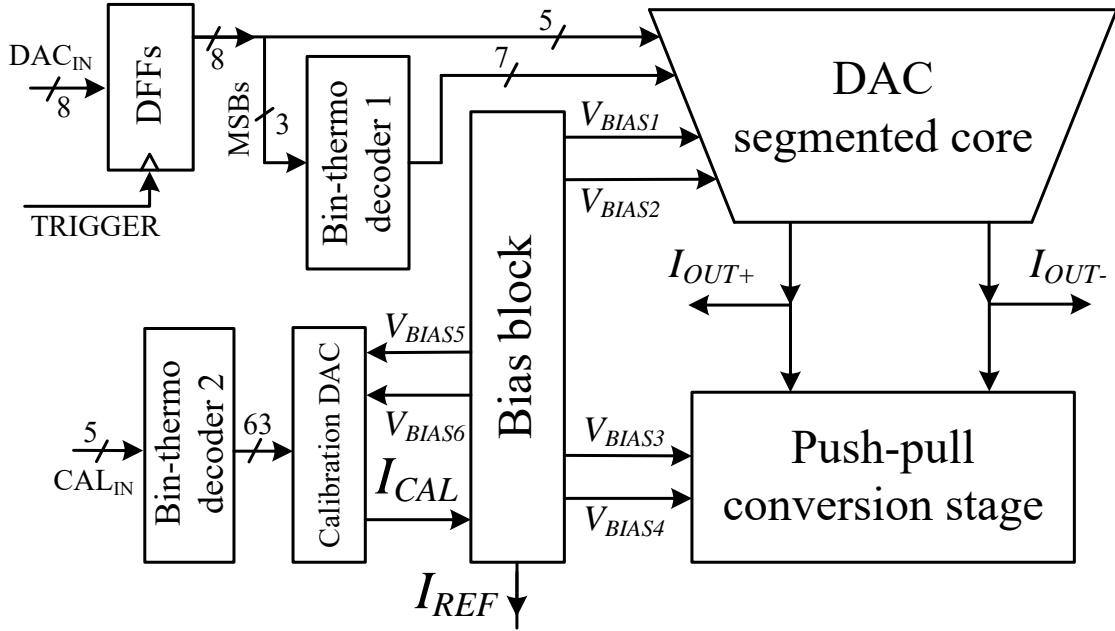 DAC_IN
8
DFFs
TRIGGER
8
MSBs
3
Bin-thermo
decoder 1
5
7
DAC
segmented core
V_BIAS1
V_BIAS2
I_OUT+
I_OUT-
Bias block
V_BIAS5
V_BIAS6
I_CAL
I_REF
5
CAL_IN
Bin-thermo
decoder 2
63
Calibration DAC
V_BIAS3
V_BIAS4
Push-pull
conversion stage